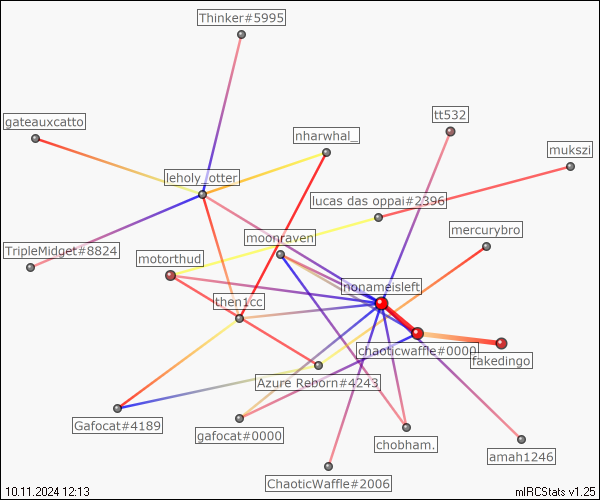 Thinker#5995
gateauxcatto
tt532
nharwhal_
mukszi
leholy_otter
lucas das oppai#2396
mercurybro
moonraven
TripleMidget#8824
motorthud
nonameisleft
then1cc
chaoticwaffle#0000
fakedingo
Azure Reborn#4243
Gafocat#4189
gafocat#0000
chobham.
amah1246
ChaoticWaffle#2006
10.11.2024 12:13
mIRCStats v1.25